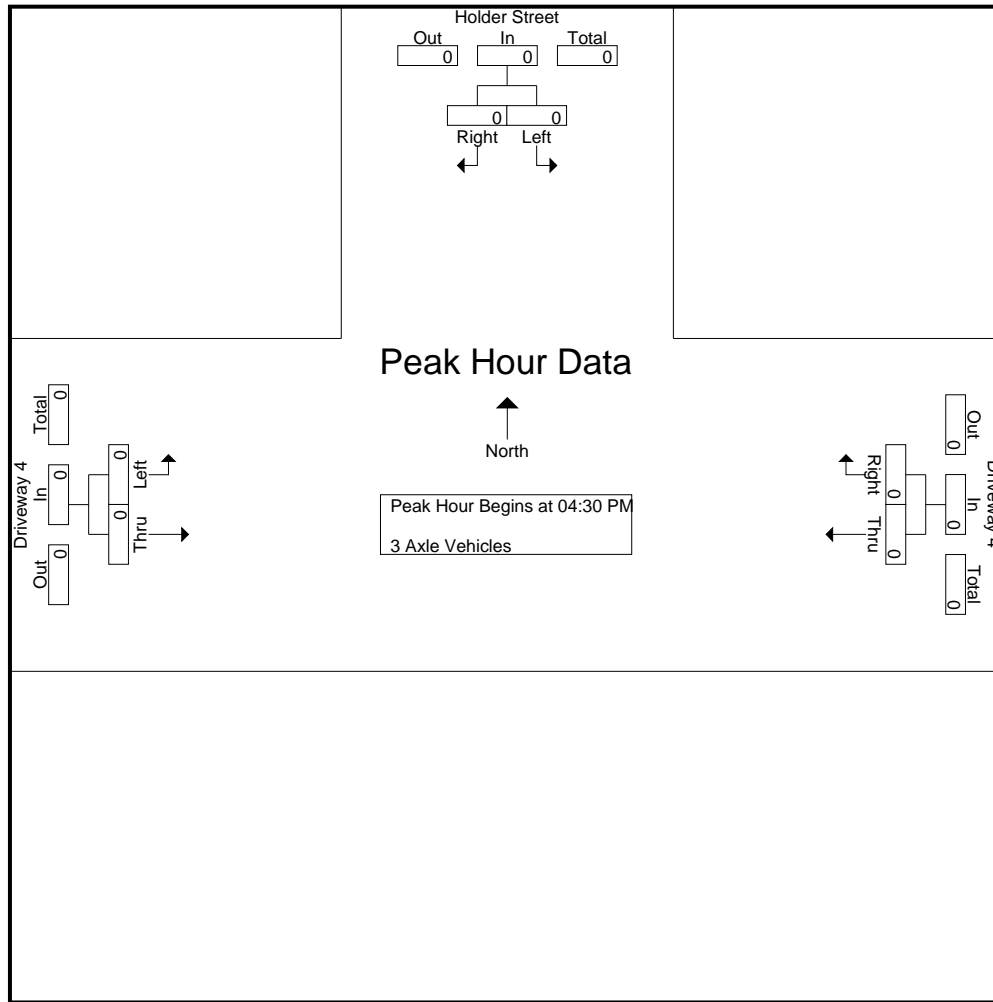 Holder Street
Out In Total
0 0 0
0 0
Right Left
Peak Hour Data
North
Peak Hour Begins at 04:30 PM
3 Axle Vehicles
Driveway 4
Out In Total
0 0 0
0 0
Left
Thru
Driveway 4
Out In Total
0 0 0
0 0
Right
Thru